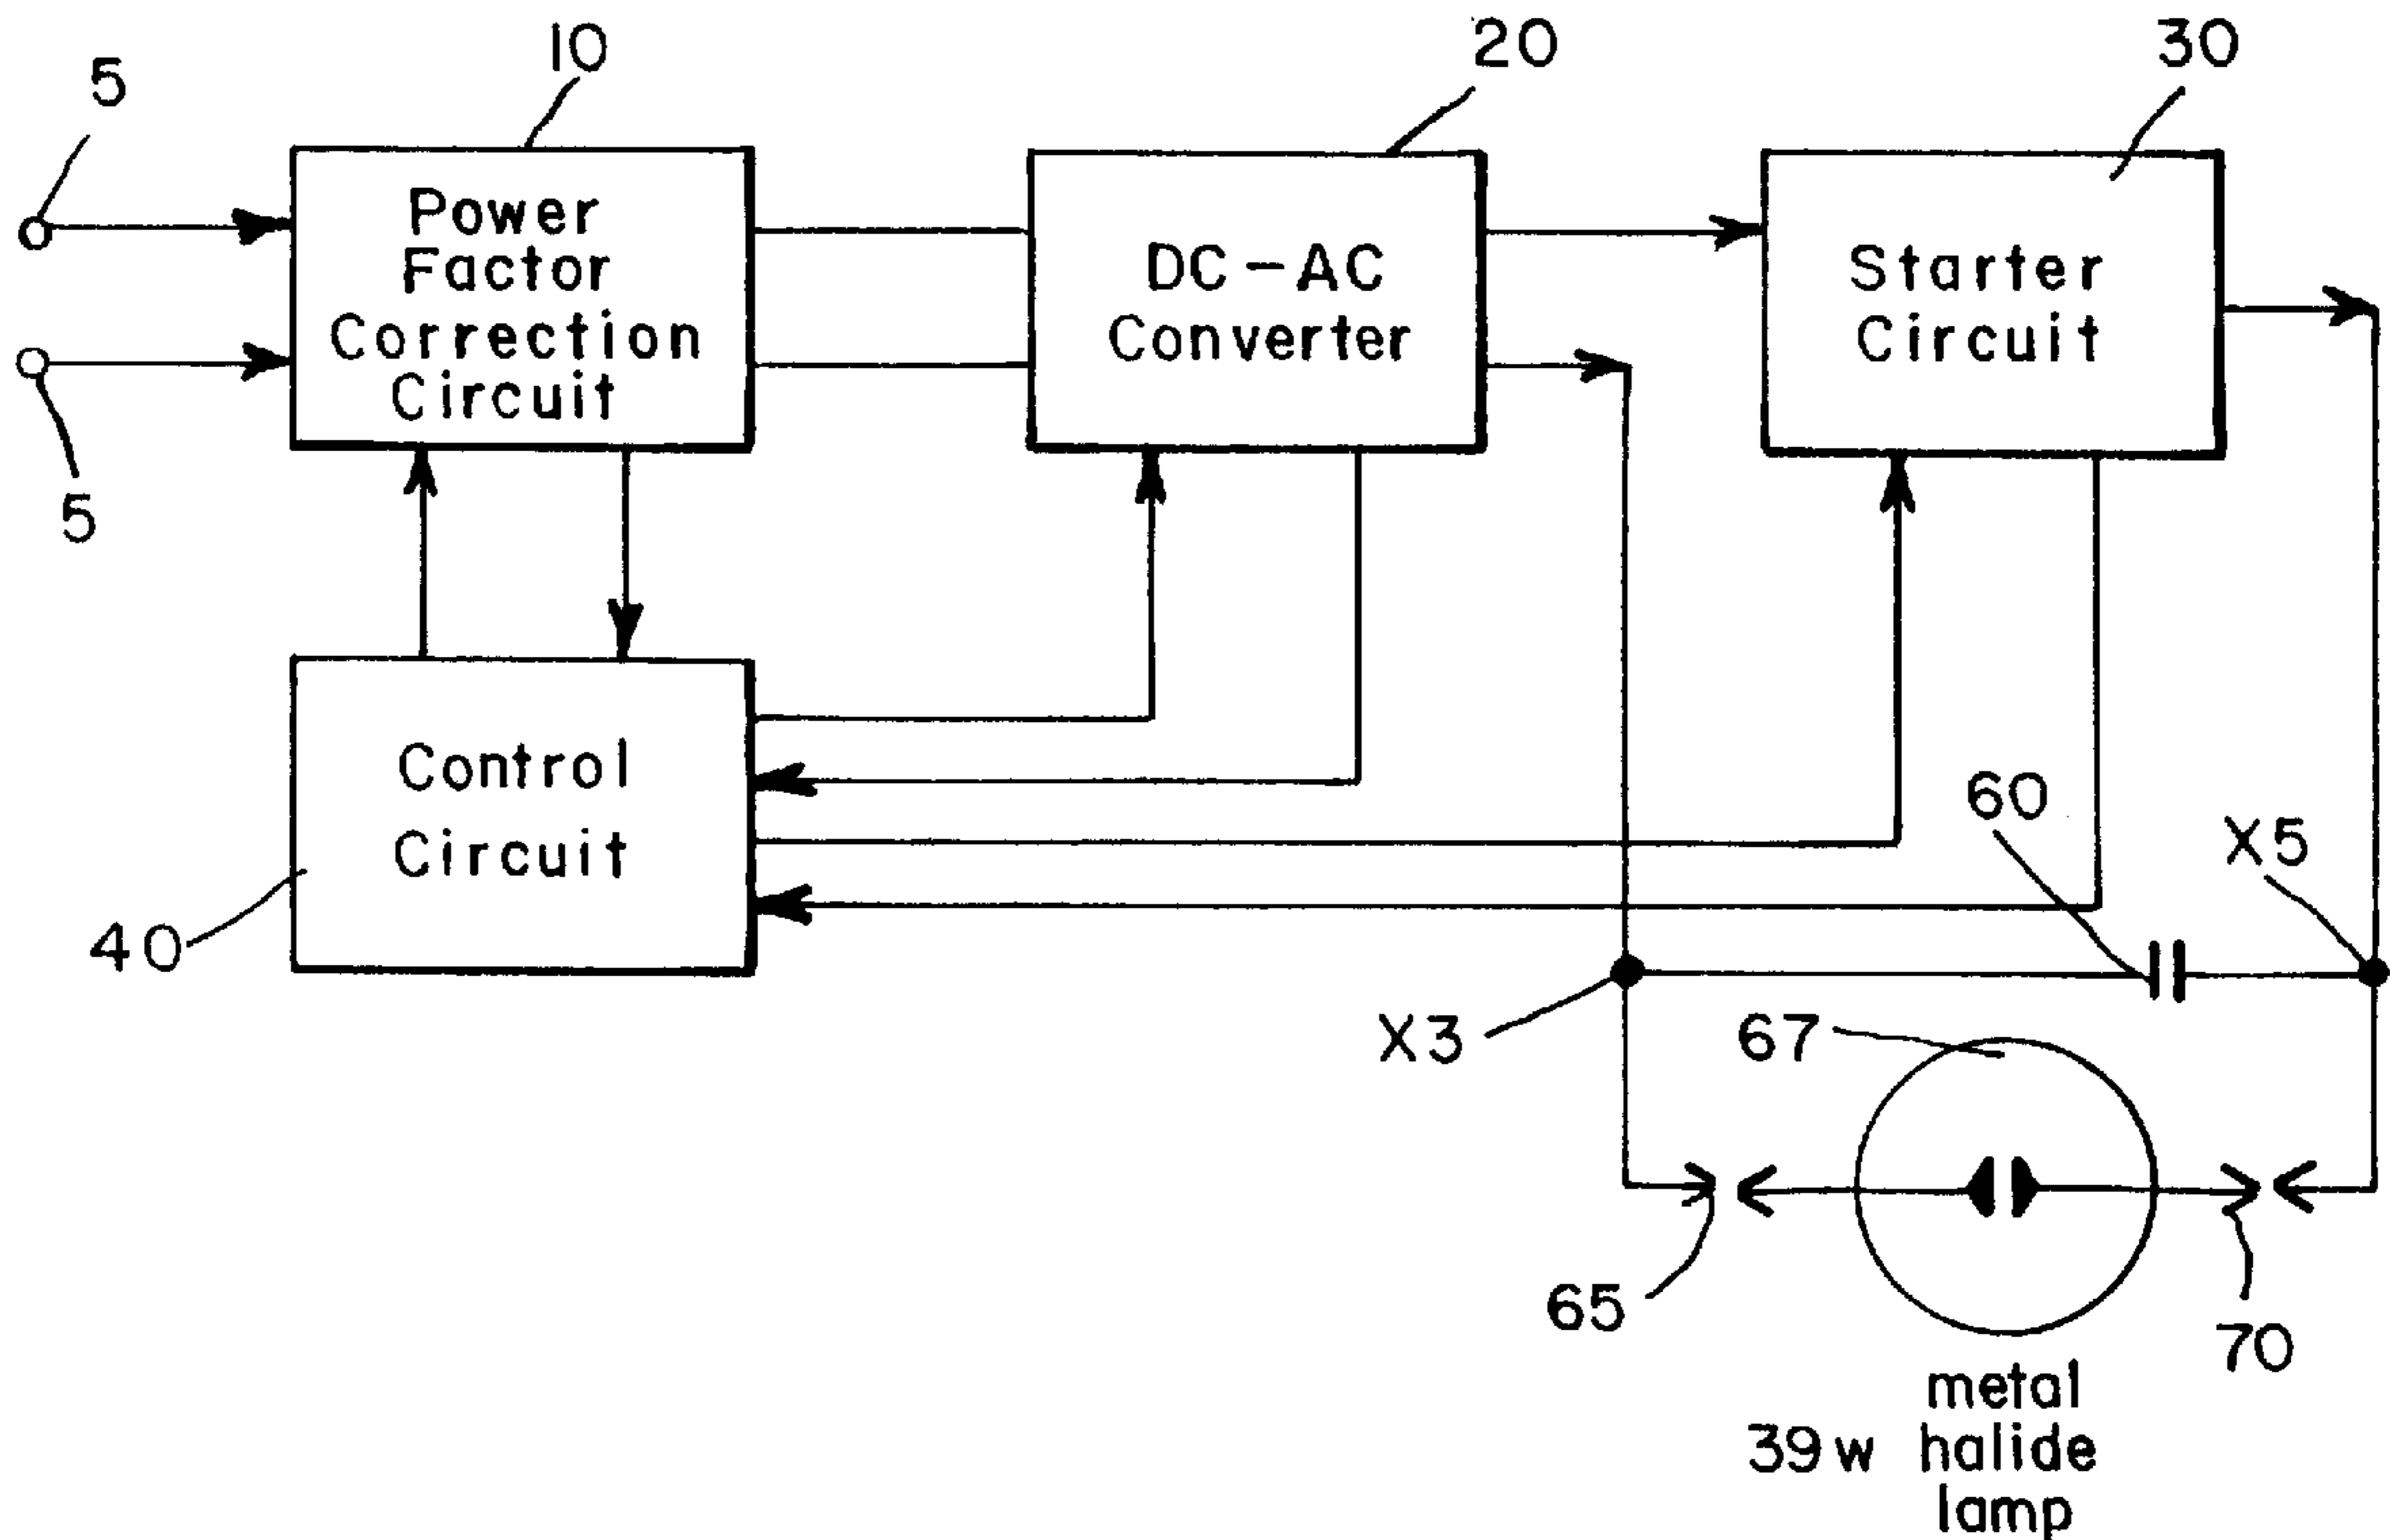 5
10
20
30
Power
Factor
Correction
Circuit
DC-AC
Converter
Starter
Circuit
5
Control
Circuit
40
60
X5
X3
67
65
70
metal
39w halide
lamp